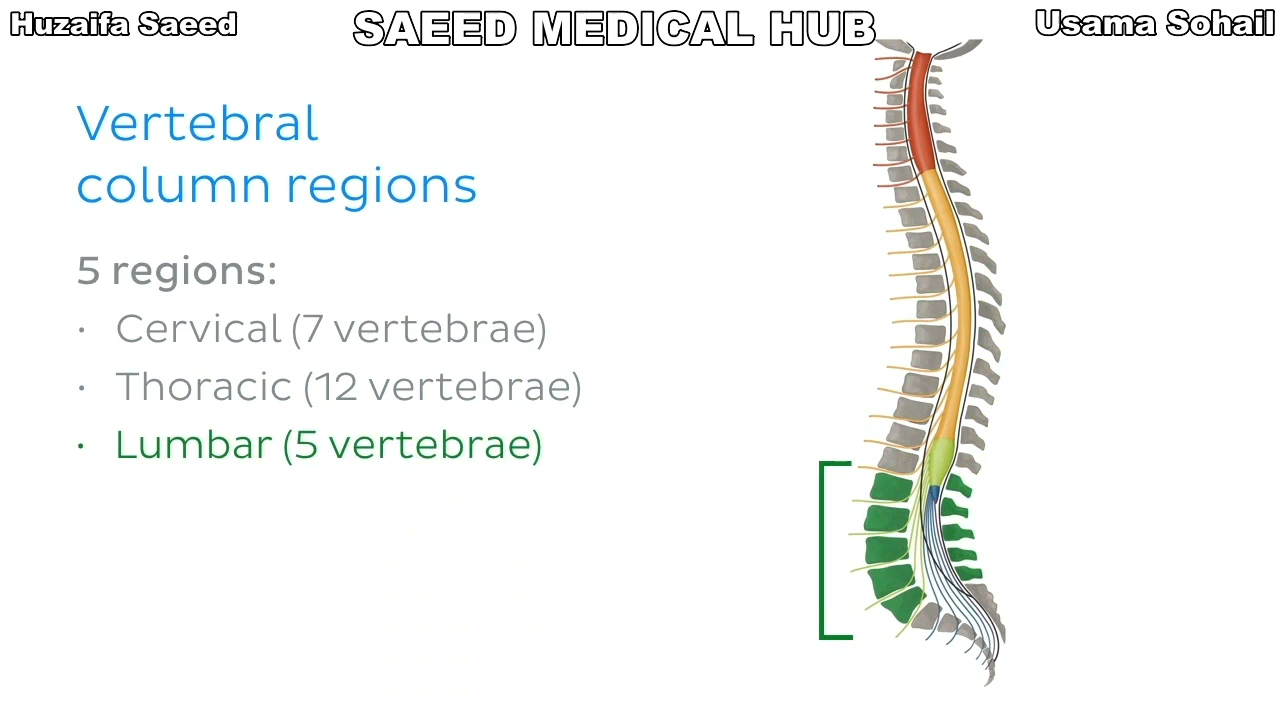 Huzaifa Saeed
SAEED MEDICAL HUB
Usama Sohail
Vertebral
column regions
5 regions:
· Cervical (7 vertebrae)
· Thoracic (12 vertebrae)
· Lumbar (5 vertebrae)